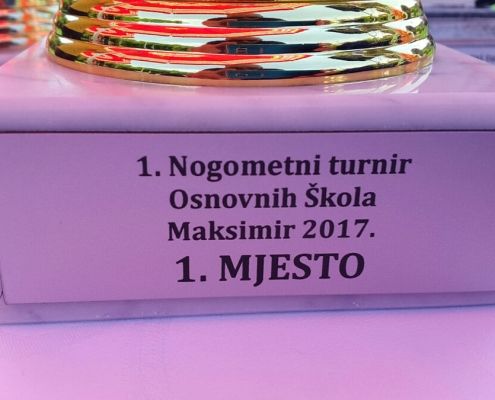 1. Nogometni turnir
Osnovnih Škola
Maksimir 2017.
1. MJESTO